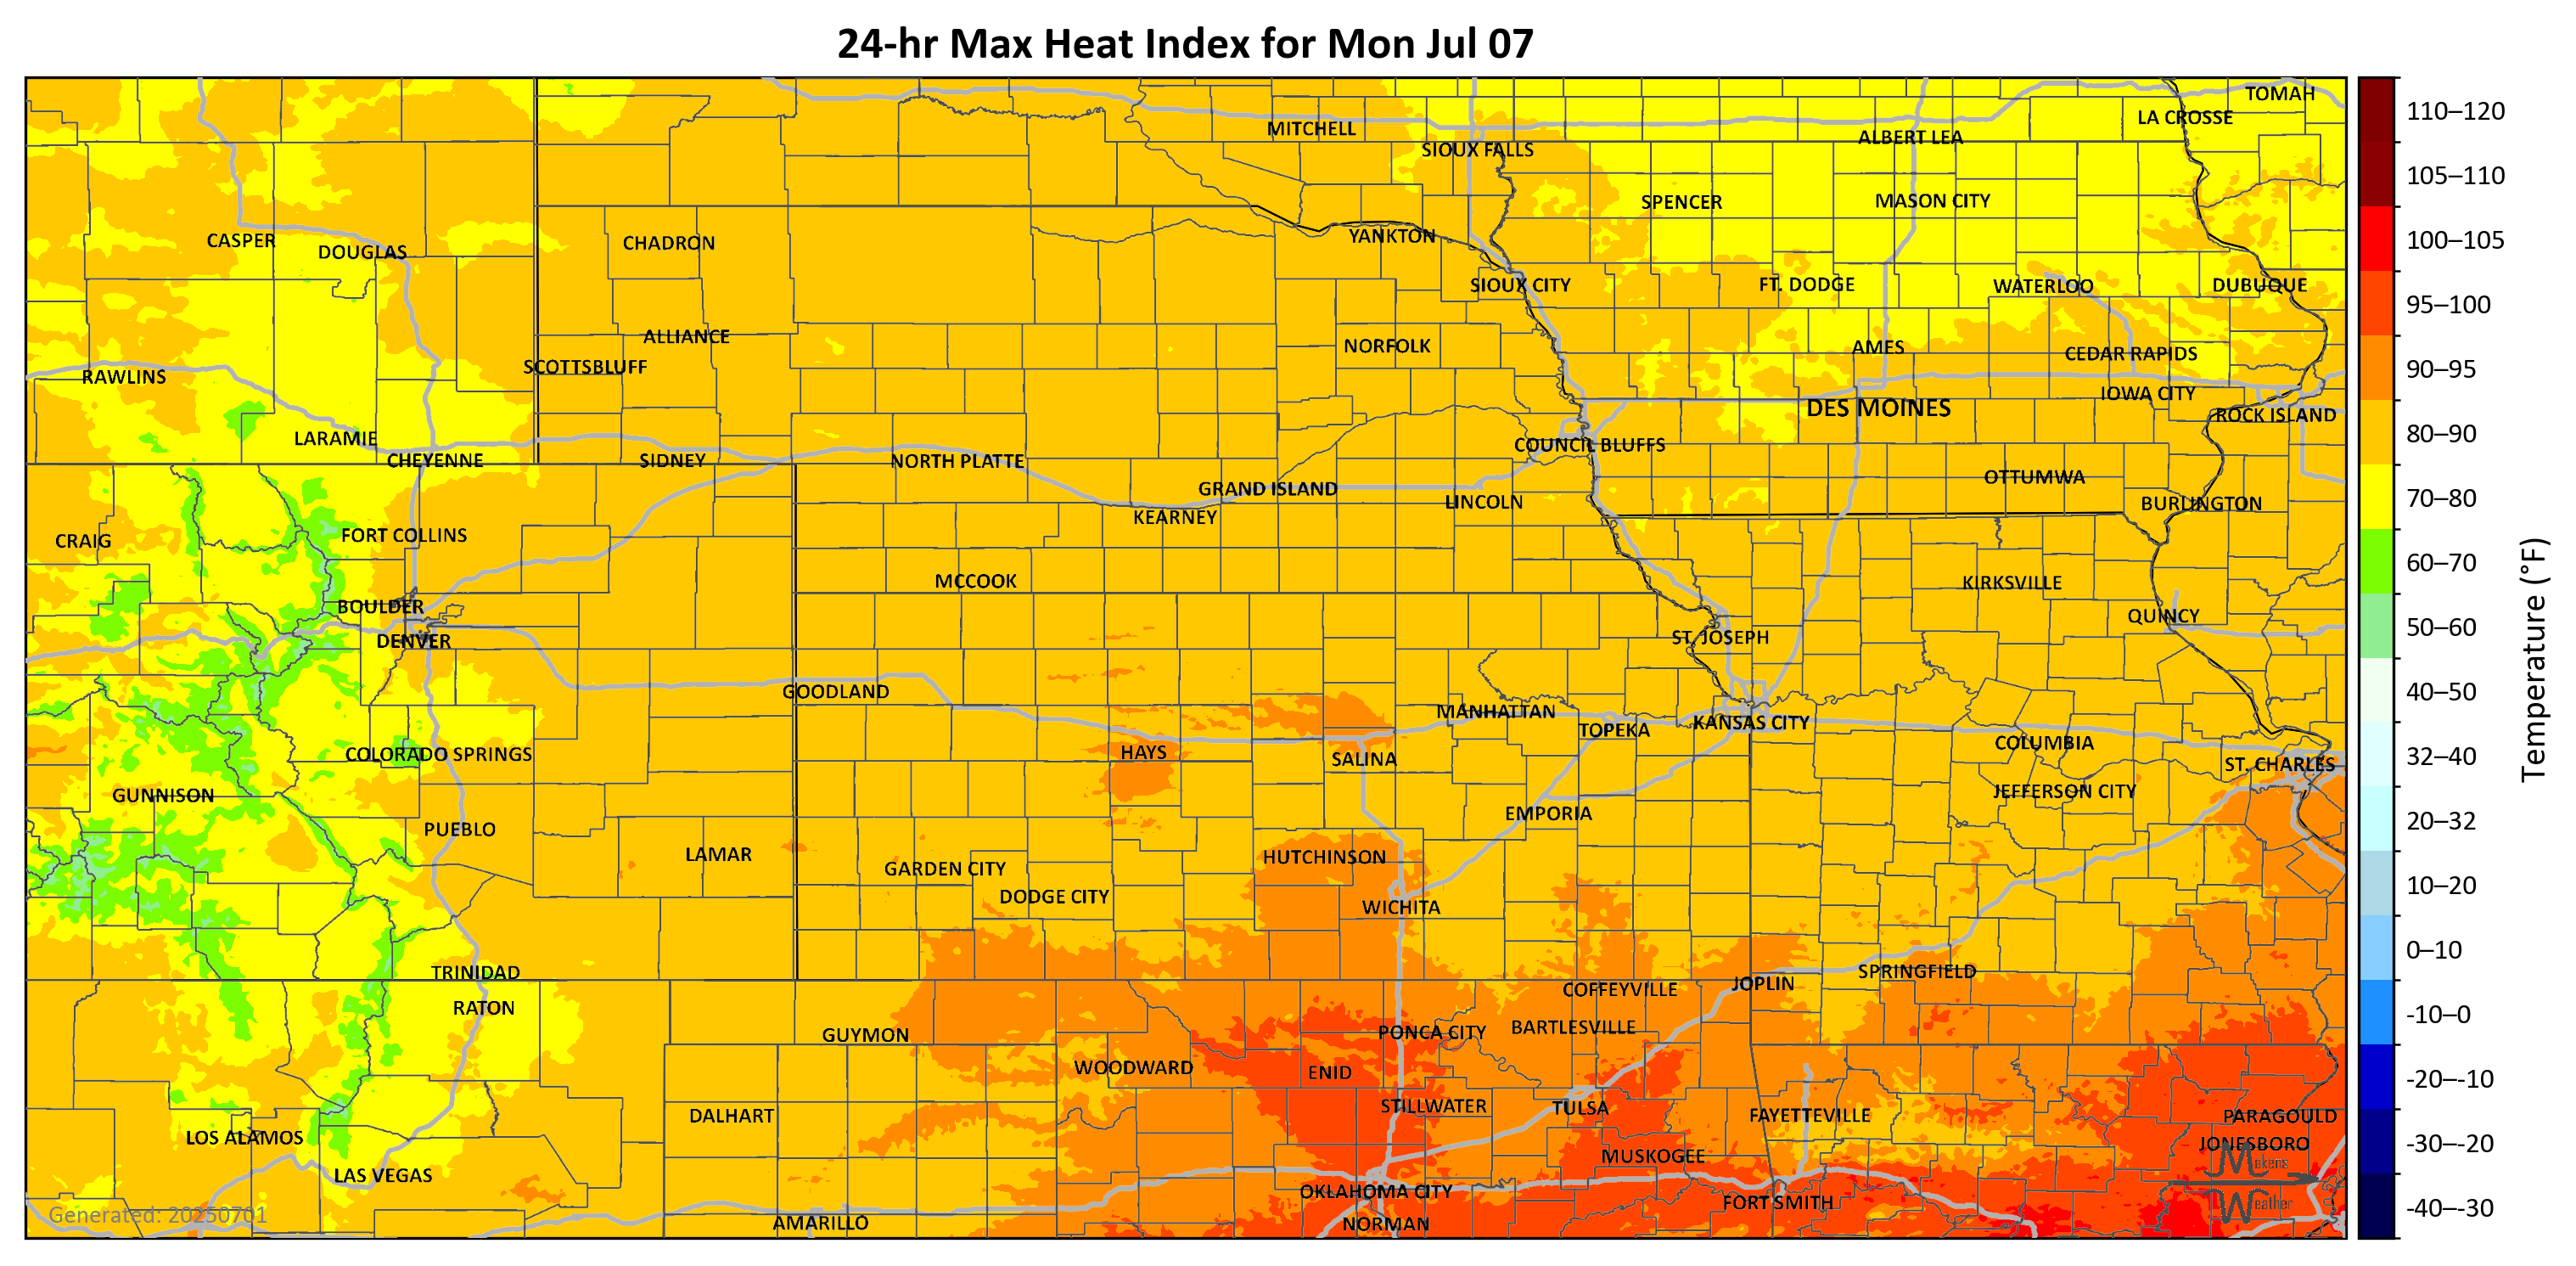 24-hr Max Heat Index for Mon Jul 07
TOMAH
LA CROSSE
MITCHELL
ALBERT LEA
SIOUX FALLS
SPENCER
MASON CITY
CASPER
DOUGLAS
CHADRON
YANKTON
SIOUX CITY
FT. DODGE
WATERLOO
DUBUQUE
ALLIANCE
NORFOLK
AMES
CEDAR RAPIDS
SCOTTSBLUFF
RAWLINS
IOWA CITY
DES MOINES
ROCK ISLAND
LARAMIE
COUNCIL BLUFFS
CHEYENNE
SIDNEY
NORTH PLATTE
OTTUMWA
GRAND ISLAND
LINCOLN
BURLINGTON
KEARNEY
FORT COLLINS
CRAIG
MCCOOK
KIRKSVILLE
BOULDER
QUINCY
DENVER
ST. JOSEPH
GOODLAND
MANHATTAN
KANSAS CITY
TOPEKA
COLUMBIA
COLORADO SPRINGS
HAYS
SALINA
ST. CHARLES
GUNNISON
JEFFERSON CITY
EMPORIA
PUEBLO
LAMAR
HUTCHINSON
GARDEN CITY
DODGE CITY
WICHITA
TRINIDAD
SPRINGFIELD
JOPLIN
COFFEYVILLE
RATON
GUYMON
PONCA CITY
BARTLESVILLE
WOODWARD
ENID
DALHART
STILLWATER
TULSA
FAYETTEVILLE
PARAGOULD
LOS ALAMOS
JONESBORO
MUSKOGEE
LAS VEGAS
OKLAHOMA CITY
FORT SMITH
AMARILLO
NORMAN
Makens
Weather
Generated: 20250701
110–120
105–110
100–105
95–100
90–95
80–90
70–80
60–70
50–60
40–50
32–40
20–32
10–20
0–10
-10–0
-20–-10
-30–-20
-40–-30
Temperature (°F)